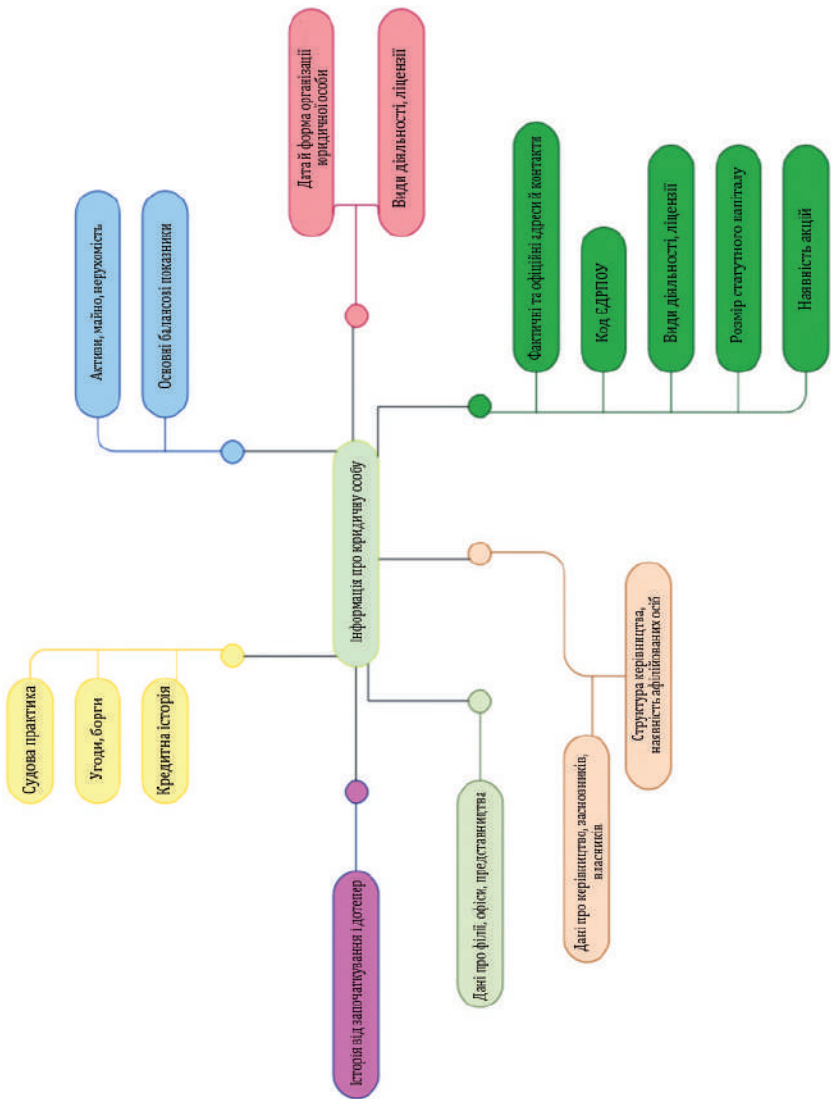 Судова практика
Угоди, борги
Кредитна історія
Активи, майно, нерухомість
Основні балансові показники
Дата й форма організації
юридичної особи
Види діяльності, ліцензії
Історія від започаткування і дотепер
Інформація про юридичну особу
Дані про філії, офіси, представництва
Дані про керівництво, засновників,
власників
Структура керівництва,
наявність афілійованих осіб
Фактичні та офіційні адреси й контакти
Код ЄДРПОУ
Види діяльності, ліцензії
Розмір статутного капіталу
Наявність акцій